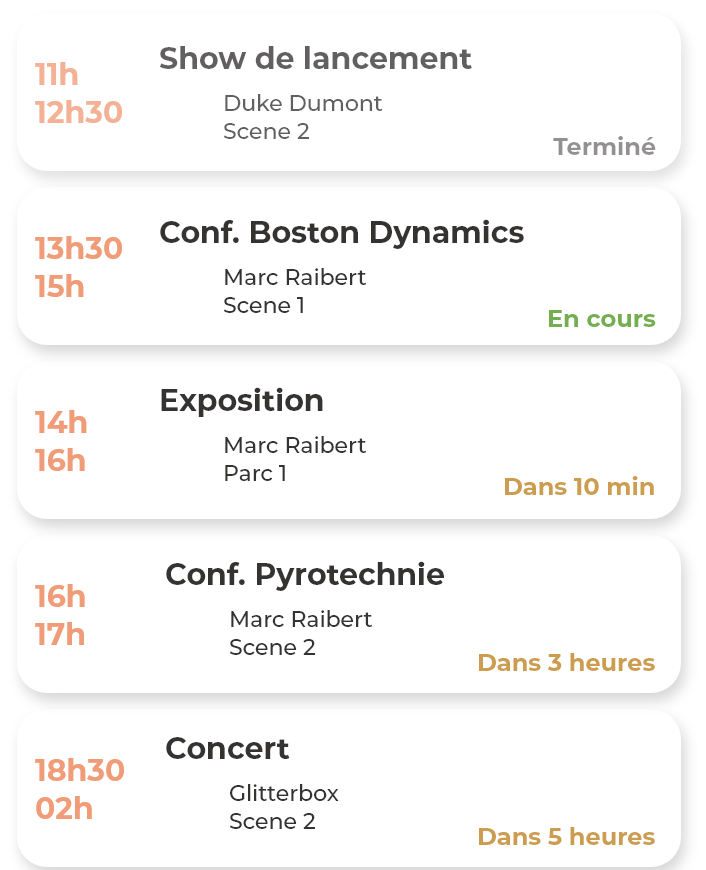 11h
12h30
Show de lancement
Duke Dumont
Scene 2
Terminé
13h30
15h
Conf. Boston Dynamics
Marc Raibert
Scene 1
En cours
14h
16h
Exposition
Marc Raibert
Parc 1
Dans 10 min
16h
17h
Conf. Pyrotechnie
Marc Raibert
Scene 2
Dans 3 heures
18h30
02h
Concert
Glitterbox
Scene 2
Dans 5 heures